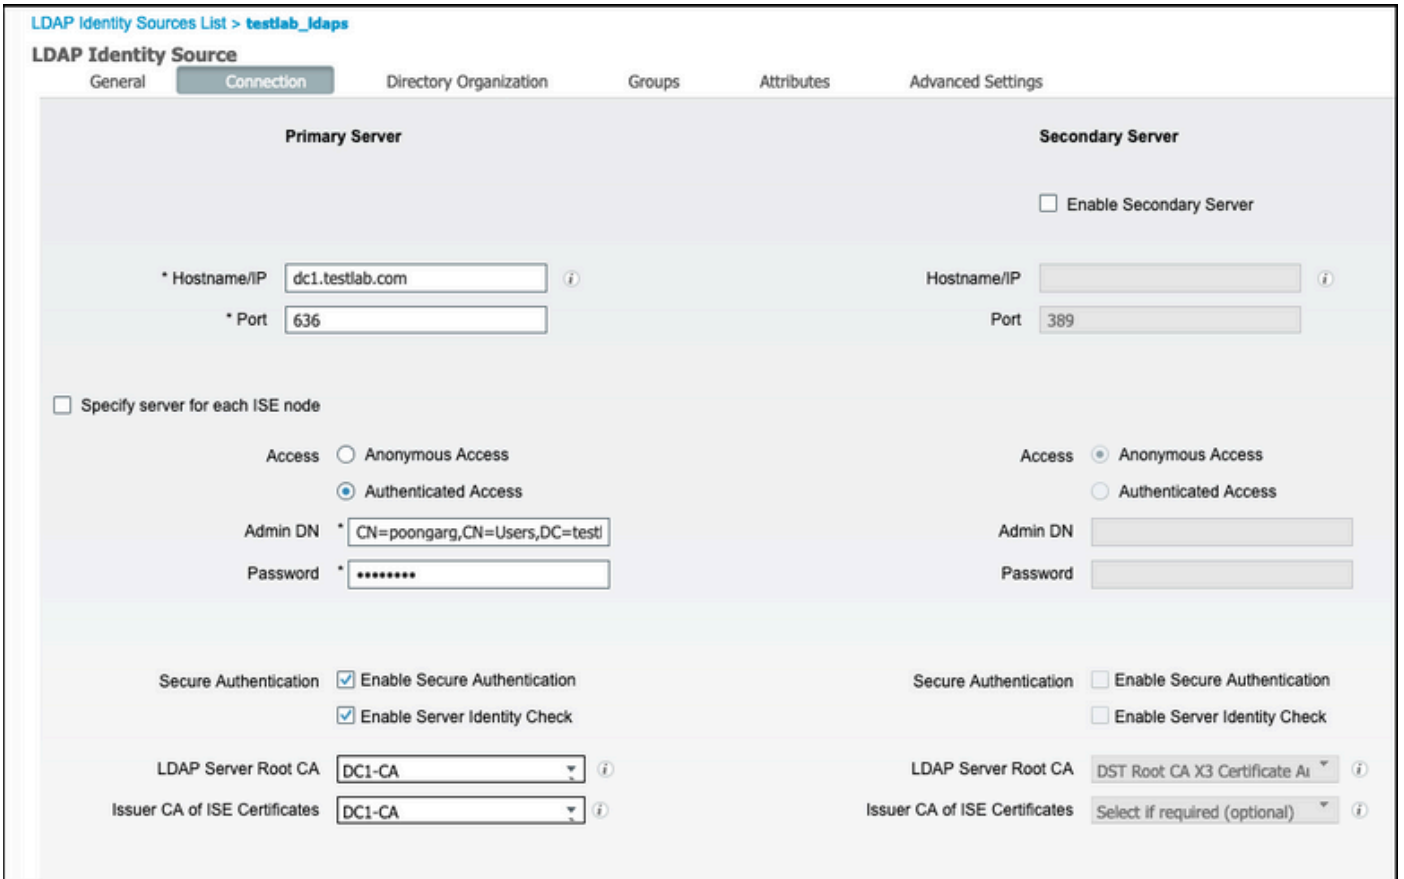 LDAP Identity Sources List > testlab_ldaps
LDAP Identity Source
General Connection Directory Organization Groups Attributes Advanced Settings
Primary Server Secondary Server
Enable Secondary Server
* Hostname/IP dc1.testlab.com i Hostname/IP i
* Port 636 Port 389
Specify server for each ISE node
Access Anonymous Access Access Anonymous Access
Authenticated Access Authenticated Access
Admin DN * CN=poongarg,CN=Users,DC=testl Admin DN
Password * •••••••• Password
Secure Authentication Enable Secure Authentication Secure Authentication Enable Secure Authentication
Enable Server Identity Check Enable Server Identity Check
LDAP Server Root CA DC1-CA i LDAP Server Root CA DST Root CA X3 Certificate Au i
Issuer CA of ISE Certificates DC1-CA i Issuer CA of ISE Certificates Select if required (optional) i